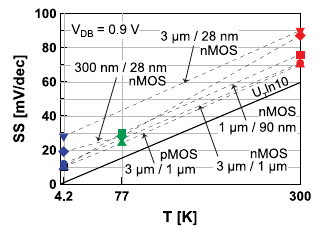 V_DB = 0.9 V
3 µm / 28 nm
nMOS
300 nm / 28 nm
nMOS
U_Tln10
nMOS
1 µm / 90 nm
pMOS
3 µm / 1 µm
nMOS
3 µm / 1 µm
SS [mV/dec]
100
80
60
40
20
0
4.2
77
300
T [K]